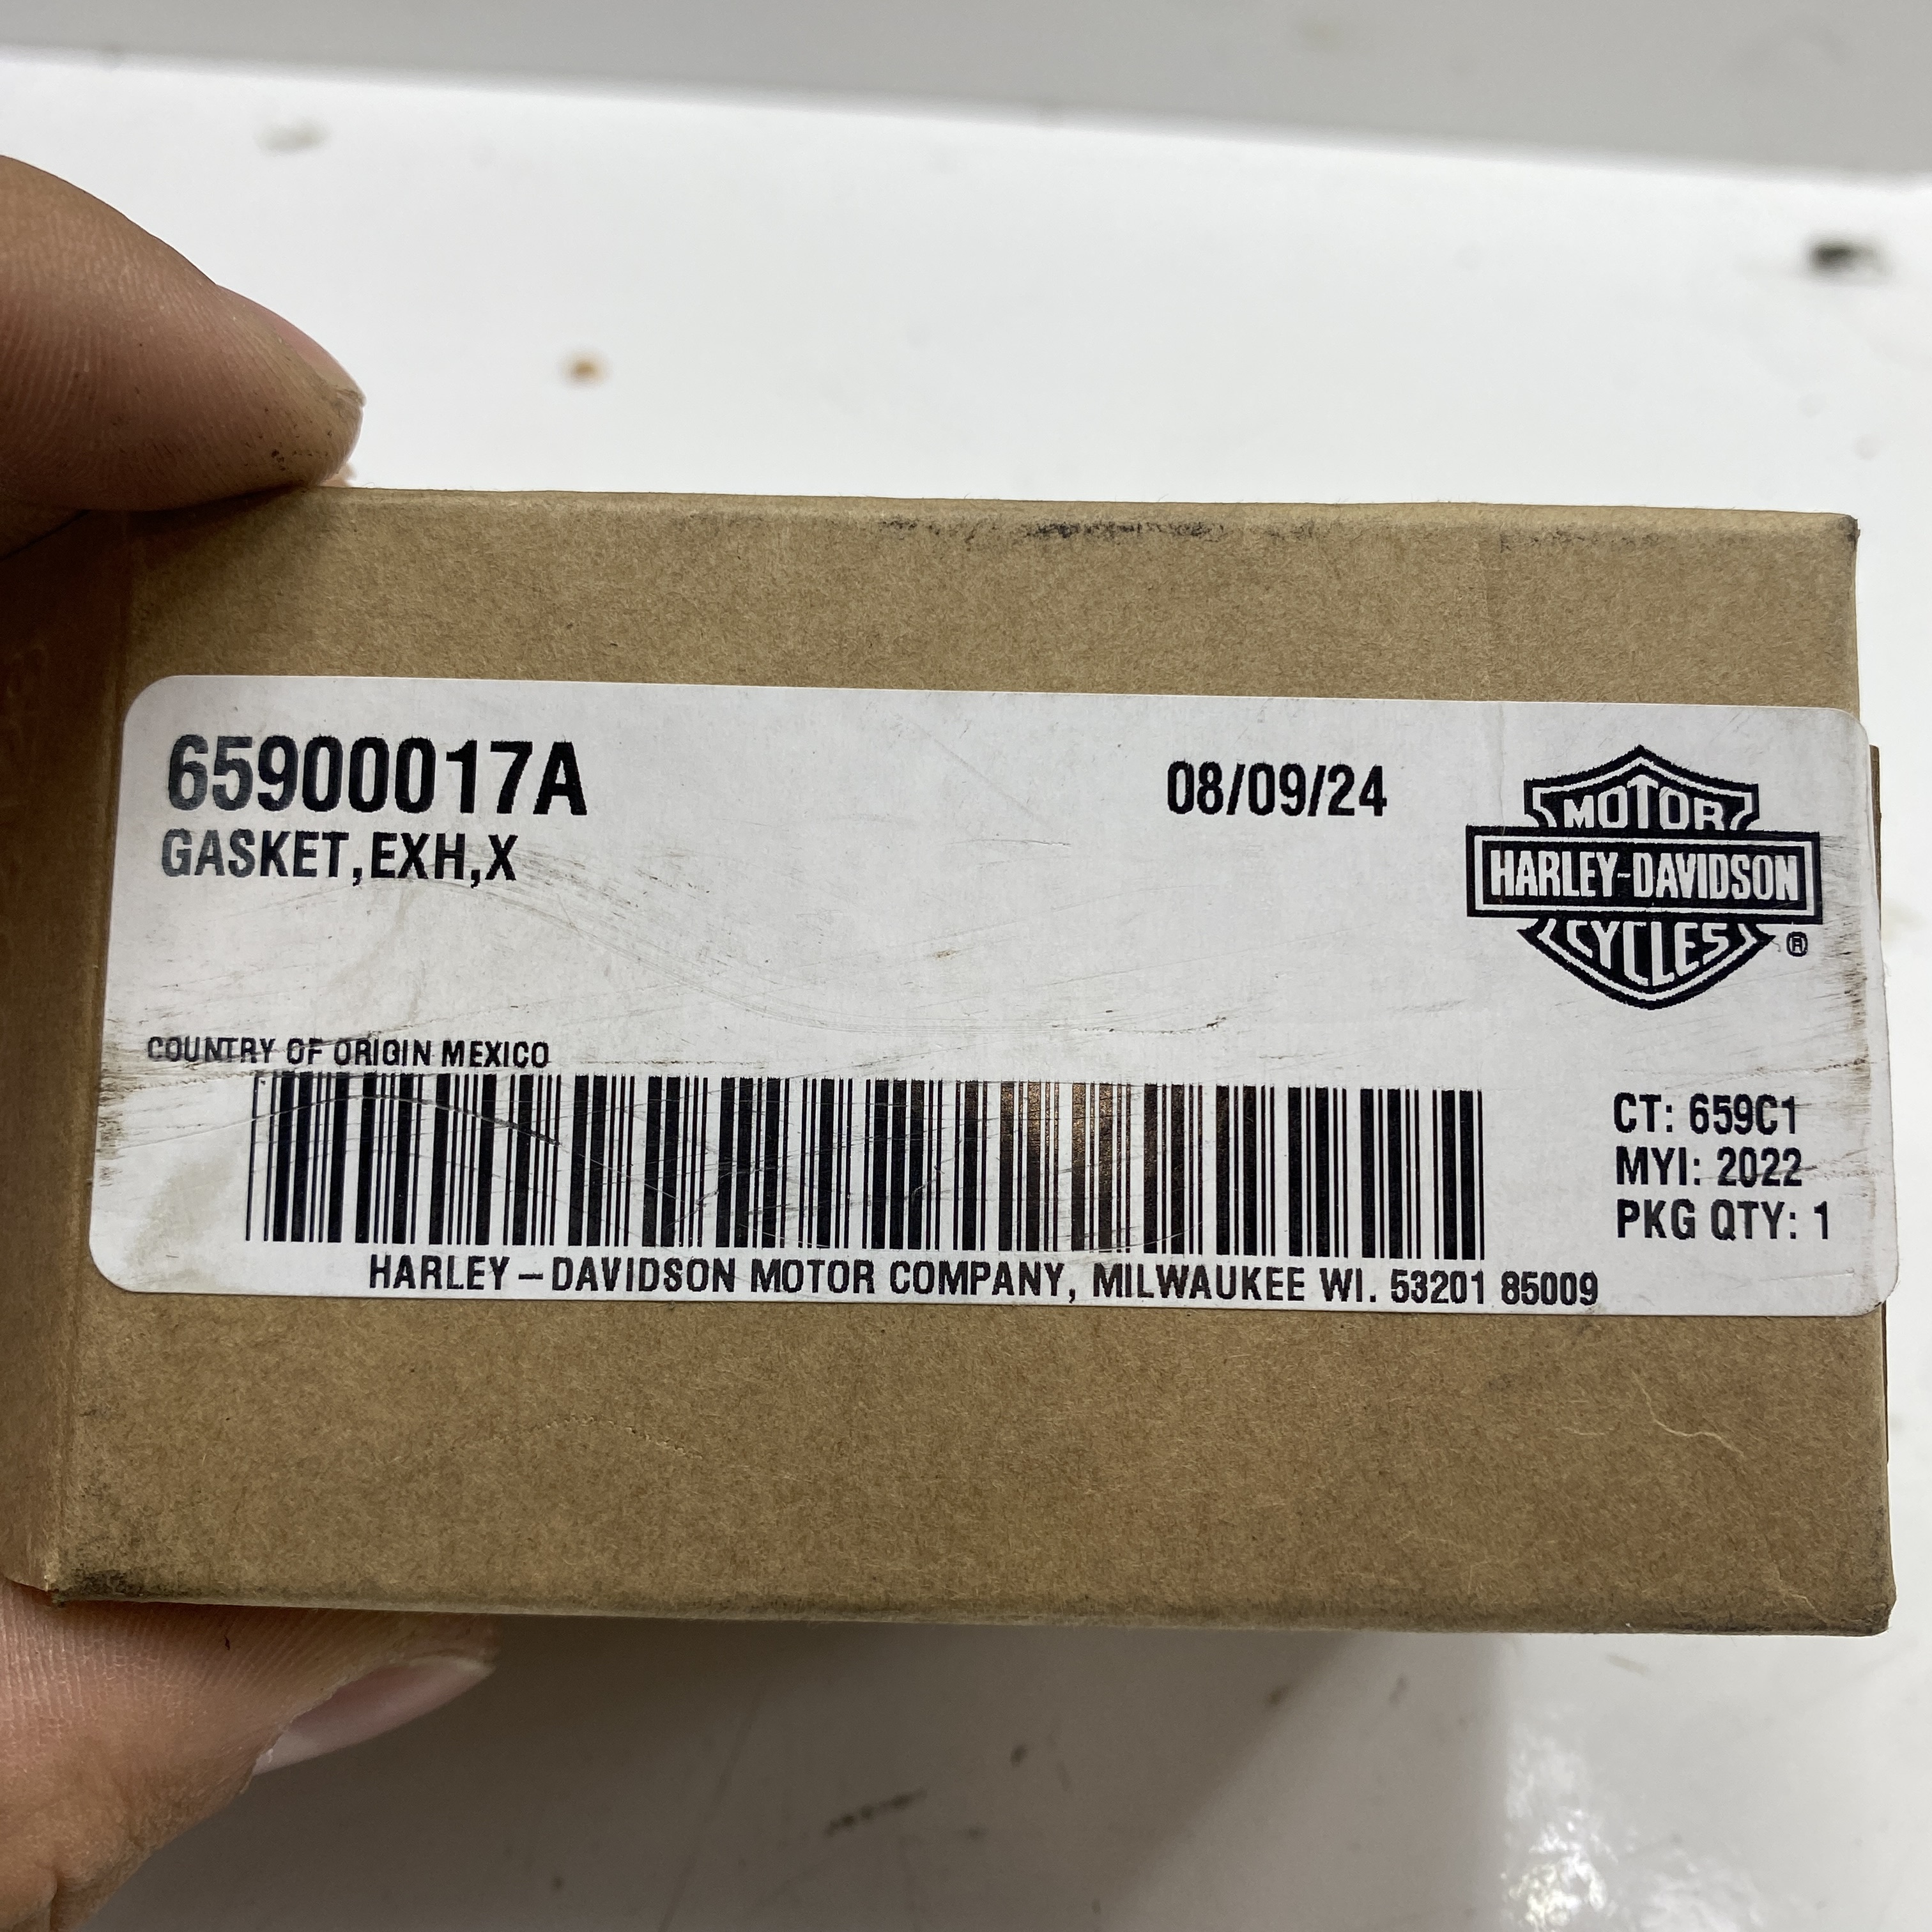 65900017A
08/09/24
GASKET,EXH,X
MOTOR
HARLEY-DAVIDSON
CYCLES
®
COUNTRY OF ORIGIN MEXICO
CT: 659C1
MYI: 2022
PKG QTY: 1
HARLEY–DAVIDSON MOTOR COMPANY, MILWAUKEE WI. 53201 85009